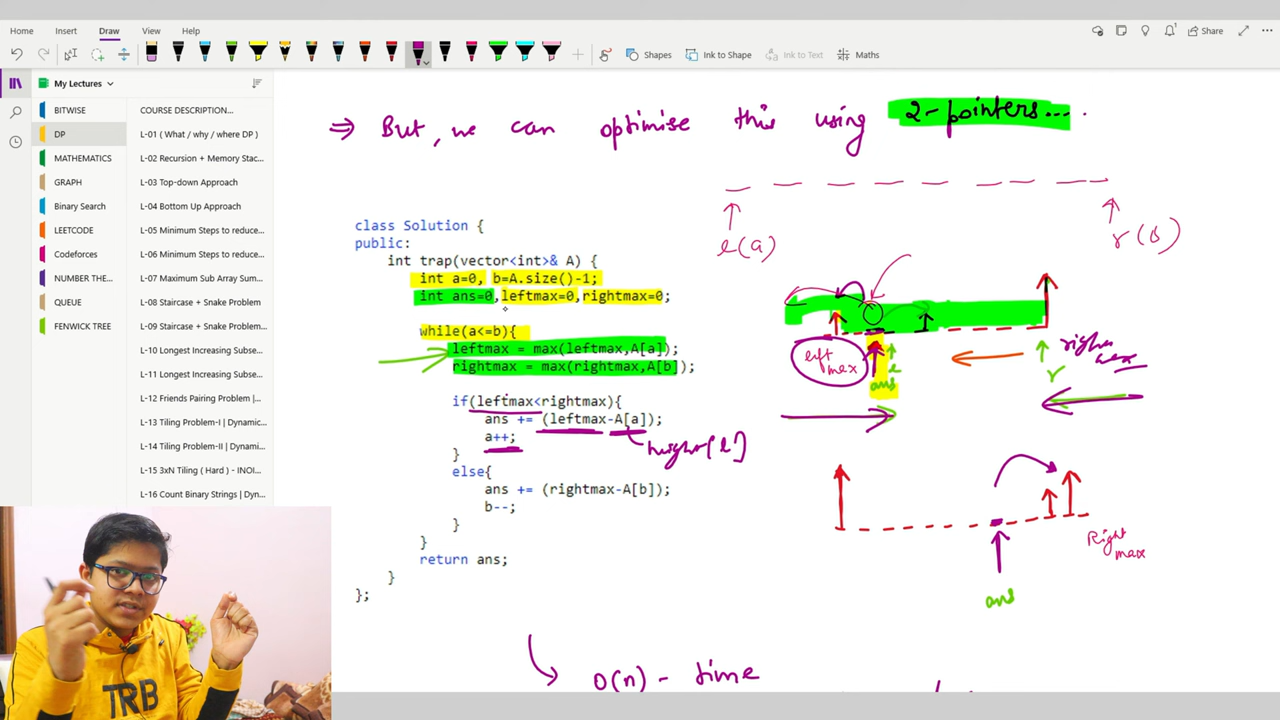 Home Insert Draw View Help
Share
Shapes Ink to Shape Ink to Text Maths
My Lectures
BITWISE
DP
MATHEMATICS
GRAPH
Binary Search
LEETCODE
Codeforces
NUMBER THE...
QUEUE
FENWICK TREE
COURSE DESCRIPTION...
L-01 ( What / why / where DP )
L-02 Recursion + Memory Stac...
L-03 Top-down Approach
L-04 Bottom Up Approach
L-05 Minimum Steps to reduce...
L-06 Minimum Steps to reduce...
L-07 Maximum Sub Array Sum...
L-08 Staircase + Snake Problem
L-09 Staircase + Snake Problem
L-10 Longest Increasing Subse...
L-11 Longest Increasing Subse...
L-12 Friends Pairing Problem | ...
L-13 Tiling Problem-I | Dynamic...
L-14 Tiling Problem-II | Dynami...
L-15 3xN Tiling ( Hard ) - INOI...
L-16 Count Binary Strings | Dyn...
⇒ But, we can optimise this using 2-pointers...
l(a)
r(b)
class Solution {
public:
int trap(vector<int>& A) {
int a=0, b=A.size()-1;
int ans=0,leftmax=0,rightmax=0;
while(a<=b){
leftmax = max(leftmax,A[a]);
rightmax = max(rightmax,A[b]);
if(leftmax<rightmax){
ans += (leftmax-A[a]);
a++;
}
else{
ans += (rightmax-A[b]);
b--;
}
}
return ans;
}
};
height[l]
left max
l
ans
r
right max
Right max
ans
O(n) - time
TRB